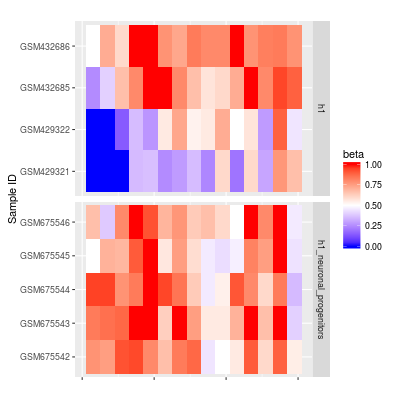 Sample ID
GSM432686
GSM432685
GSM429322
GSM429321
h1
GSM675546
GSM675545
GSM675544
GSM675543
GSM675542
h1_neuronal_progenitors
beta
1.00
0.75
0.50
0.25
0.00